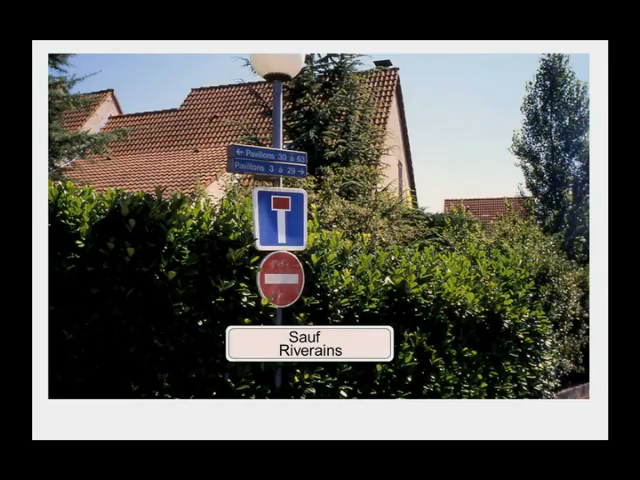 ← Pavillons 30 à 63
Pavillons 3 à 29 →
Sauf
Riverains